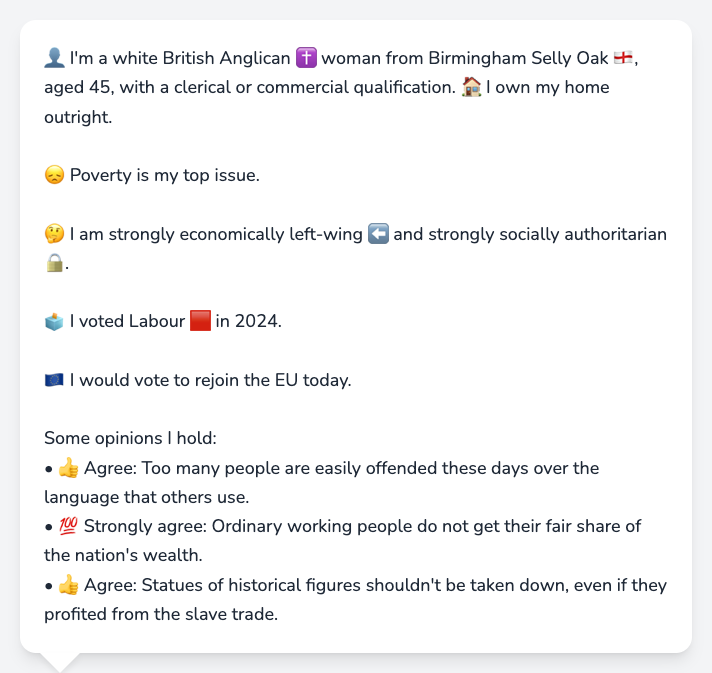 👤 I'm a white British Anglican ✝️ woman from Birmingham Selly Oak 🏴󠁧󠁢󠁥󠁮󠁧󠁿,
aged 45, with a clerical or commercial qualification. 🏠 I own my home
outright.
😞 Poverty is my top issue.
🤔 I am strongly economically left-wing ⬅️ and strongly socially authoritarian
🔒.
🗳️ I voted Labour 🟥 in 2024.
🇪🇺 I would vote to rejoin the EU today.
Some opinions I hold:
• 👍 Agree: Too many people are easily offended these days over the
language that others use.
• 💯 Strongly agree: Ordinary working people do not get their fair share of
the nation's wealth.
• 👍 Agree: Statues of historical figures shouldn't be taken down, even if they
profited from the slave trade.